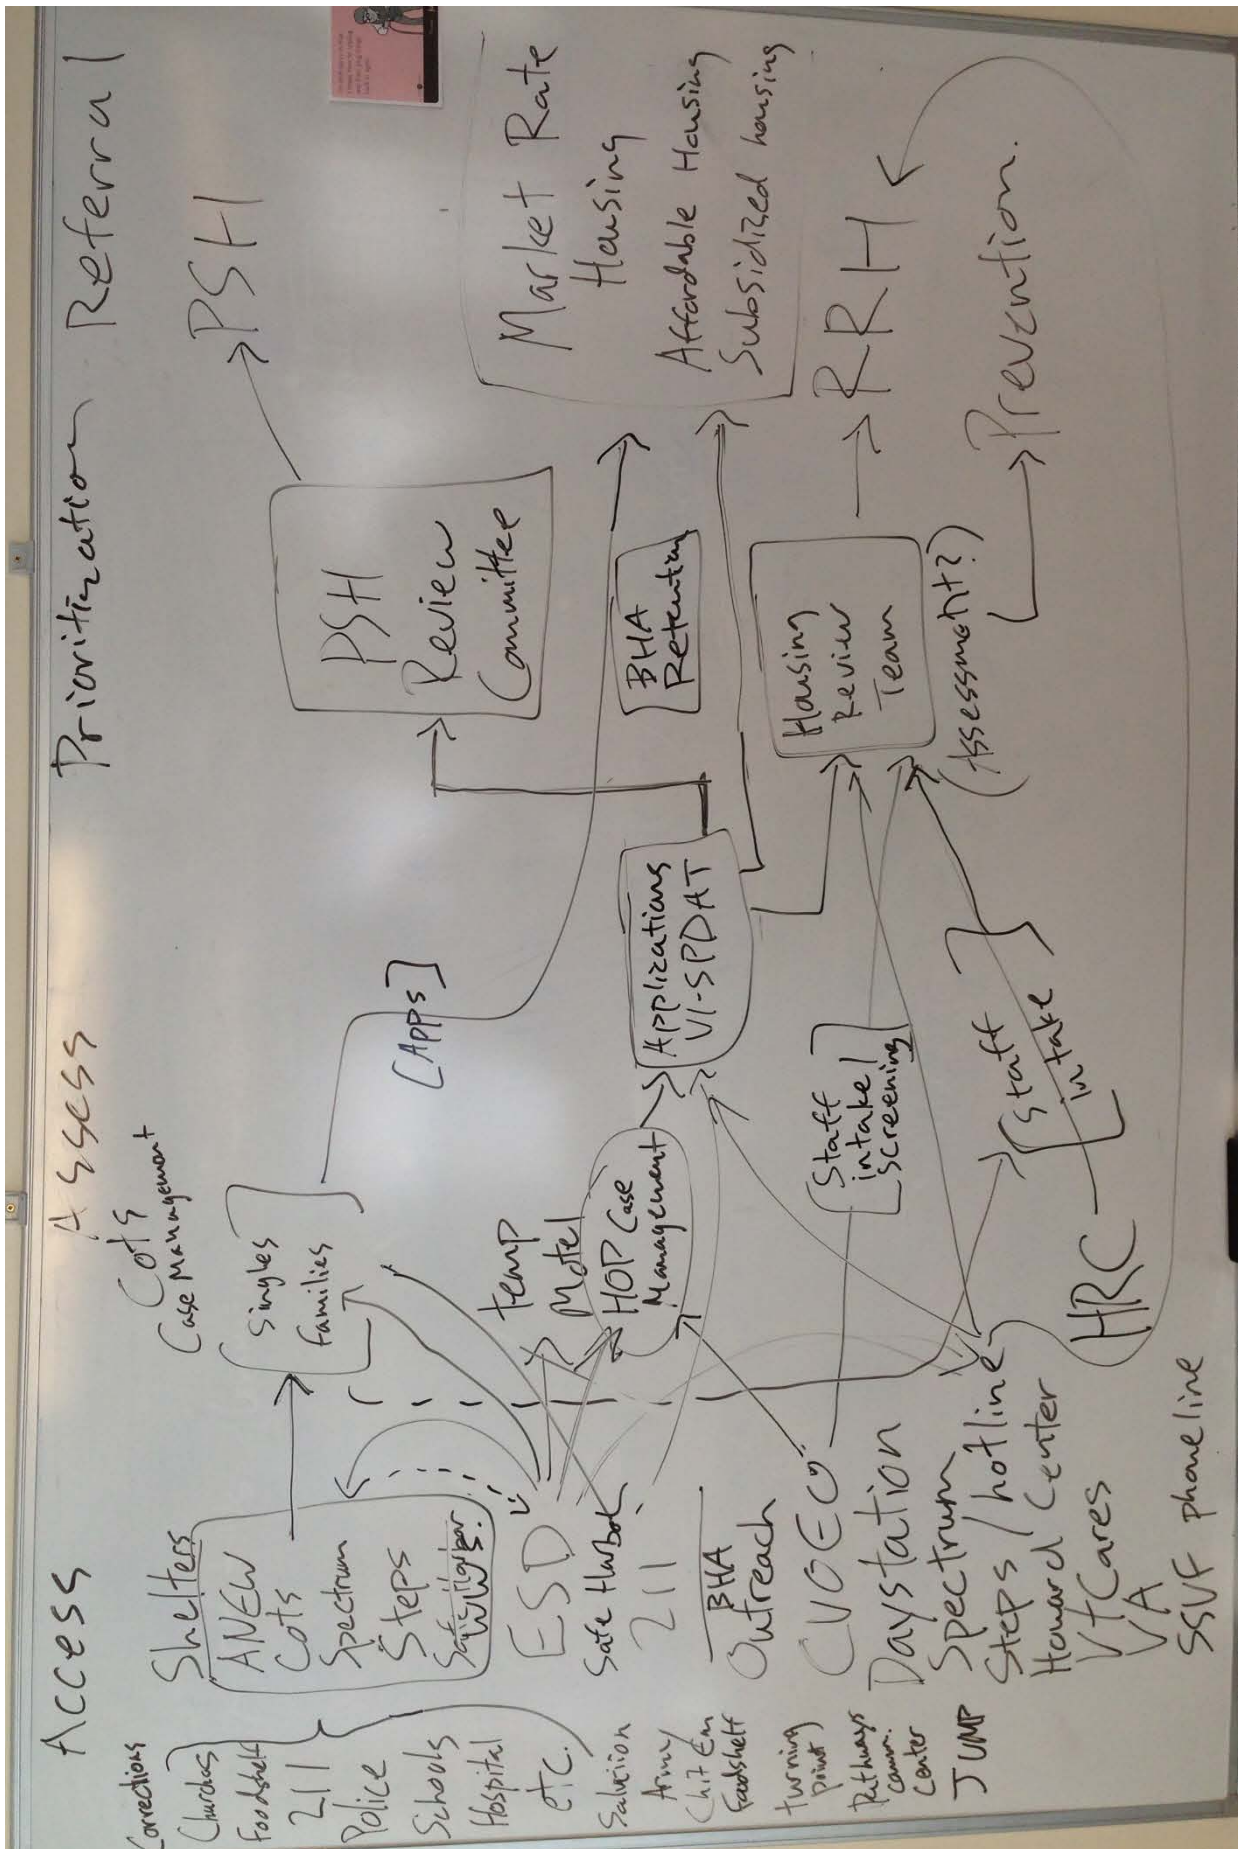 Access
Assess
Prioritization
Referral
Corrections
Churches
Foodshelf
211
Police
Schools
Hospital
etc.
Salvation
Army/
Chit Em
Foodshelf
turning
point
Pathways
comm.
center
JUMP
Shelters
ANEW
Cots
Spectrum
Steps
ESD
Safe Harbor
211
BHA
Outreach
CVOEO
Daystation
Spectrum
Steps / hotline
Howard Center
VtCares
VA
SSVF phoneline
Cots
Case Management
Singles
families
[APPS]
temp
Motel
HOP Case
Management
Applications
VI-SPDAT
Staff
intake/
screening
Staff
intake
HRC
PSH
Review
Committee
BHA
Retention
Housing
Review
Team
(Assessment?)
PSH
Market Rate
Housing
Affordable Housing
Subsidized housing
RRH
Prevention.